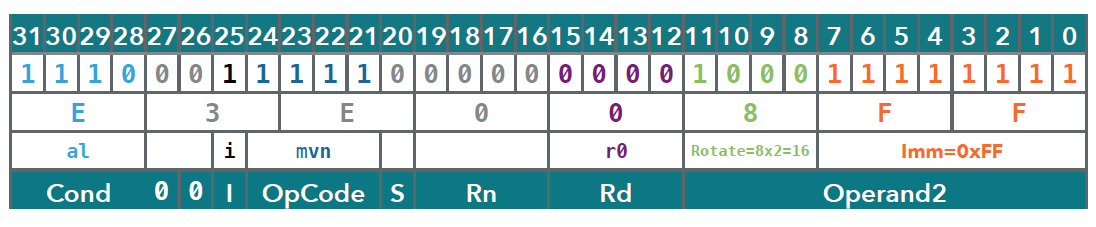 31 30 29 28 27 26 25 24 23 22 21 20 19 18 17 16 15 14 13 12 11 10 9 8 7 6 5 4 3 2 1 0
1 1 1 0 0 0 1 1 1 1 1 0 0 0 0 0 0 0 0 0 1 0 0 0 1 1 1 1 1 1 1 1
E 3 E 0 0 8 F F
al i mvn r0 Rotate=8x2=16 Imm=0xFF
Cond 0 0 I OpCode S Rn Rd Operand2